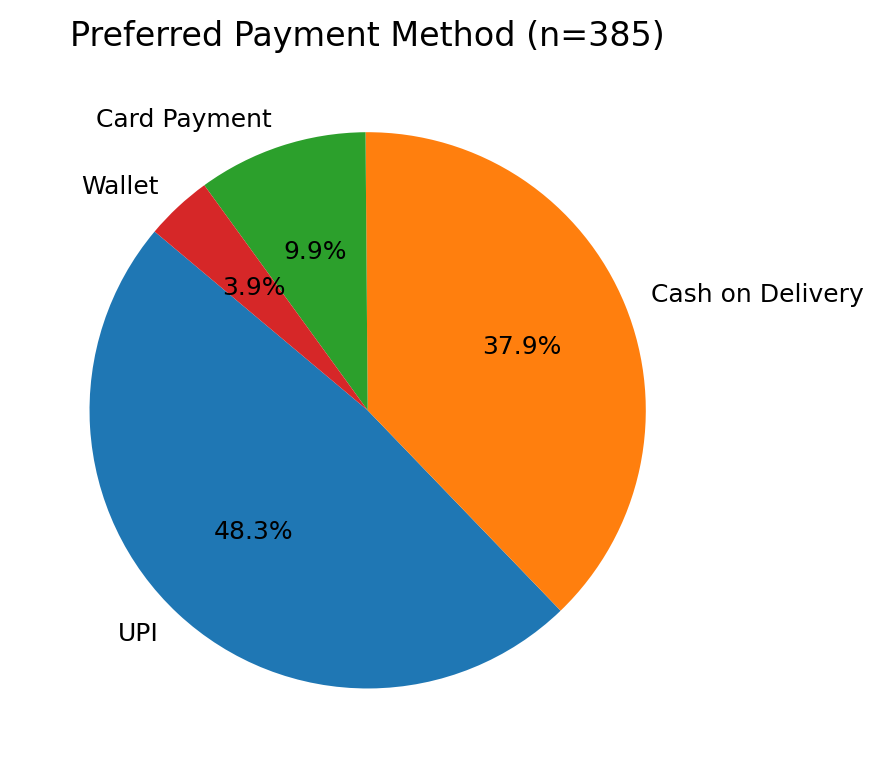 Preferred Payment Method (n=385)
Card Payment
Wallet
9.9%
3.9%
Cash on Delivery
37.9%
48.3%
UPI